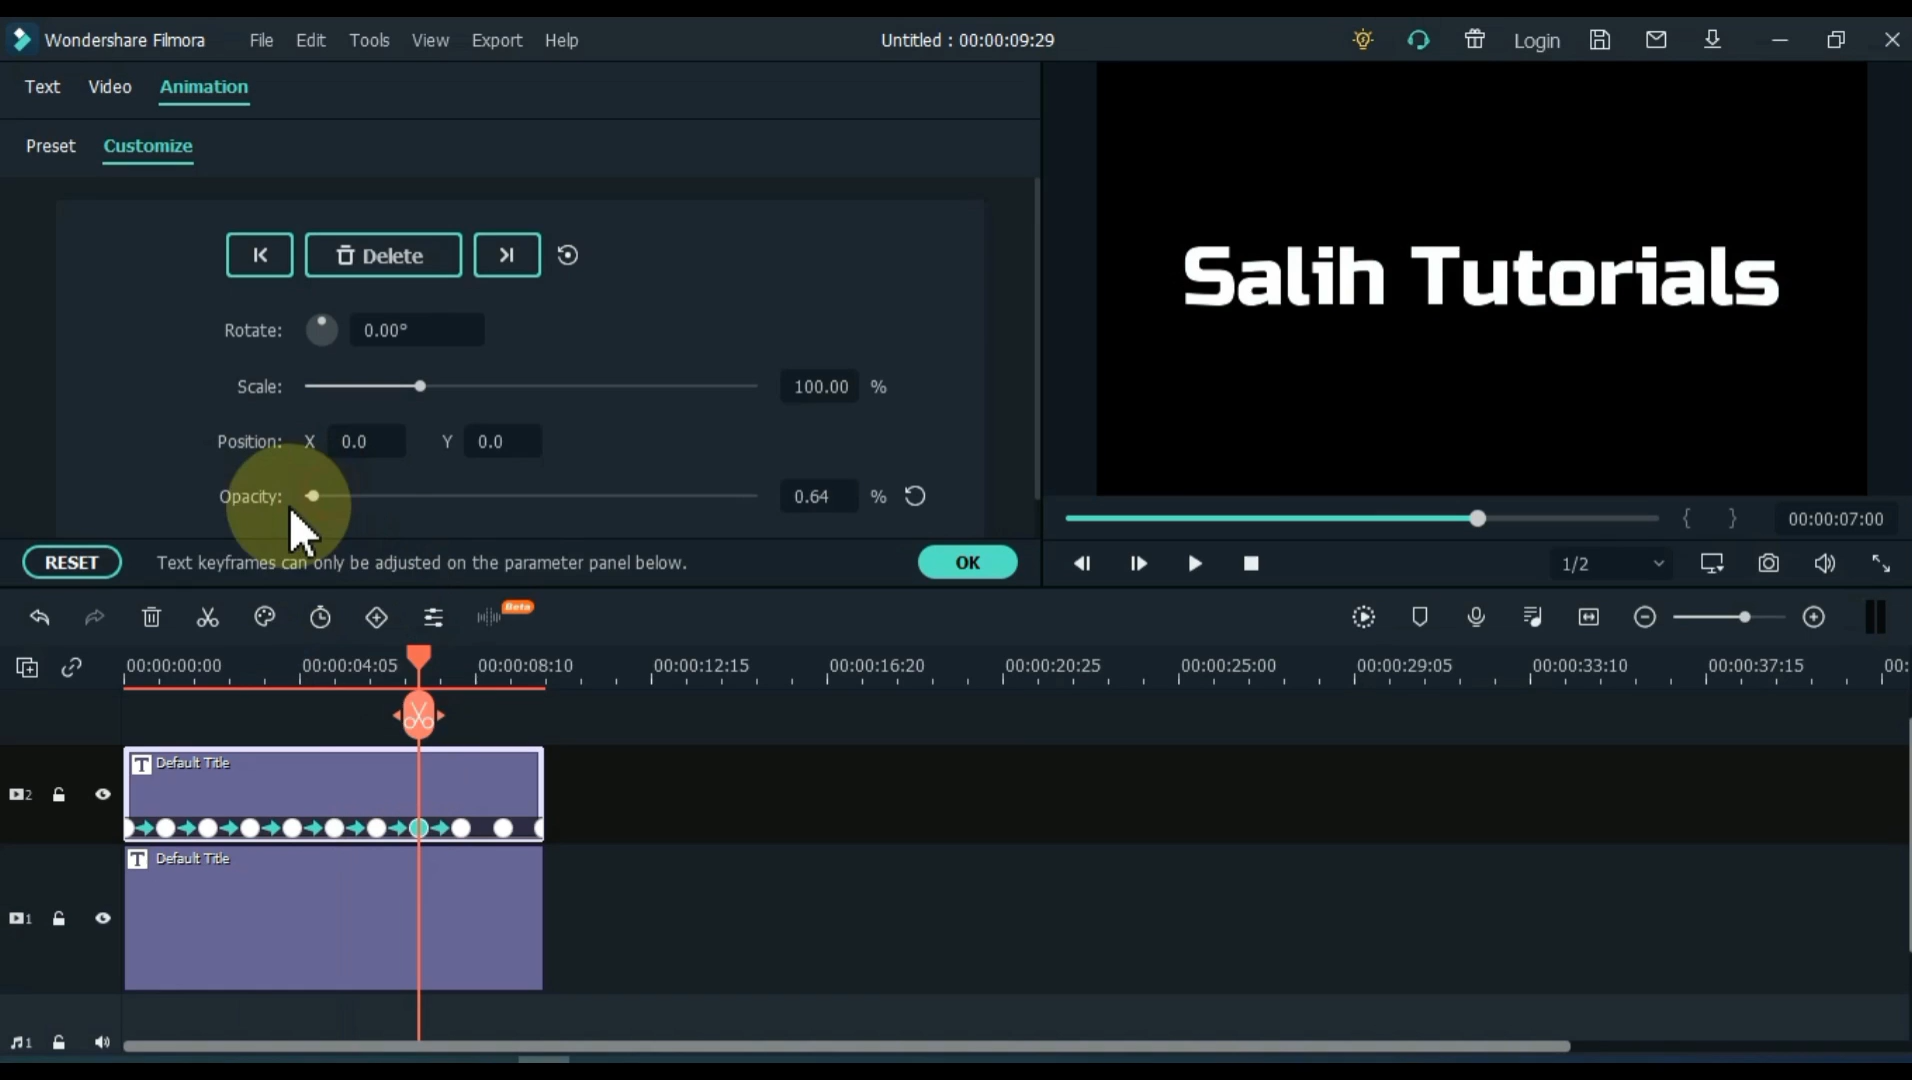 Wondershare Filmora File Edit Tools View Export Help Untitled : 00:00:09:29 Login
Text Video Animation
Preset Customize
Delete
Rotate: 0.00°
Scale: 100.00 %
Position: X 0.0 Y 0.0
Opacity: 0.64 %
RESET Text keyframes can only be adjusted on the parameter panel below. OK
Salih Tutorials
{ } 00:00:07:00
1/2
Beta
00:00:00:00 00:00:04:05 00:00:08:10 00:00:12:15 00:00:16:20 00:00:20:25 00:00:25:00 00:00:29:05 00:00:33:10 00:00:37:15 00:
T Default Title
2
T Default Title
1
1